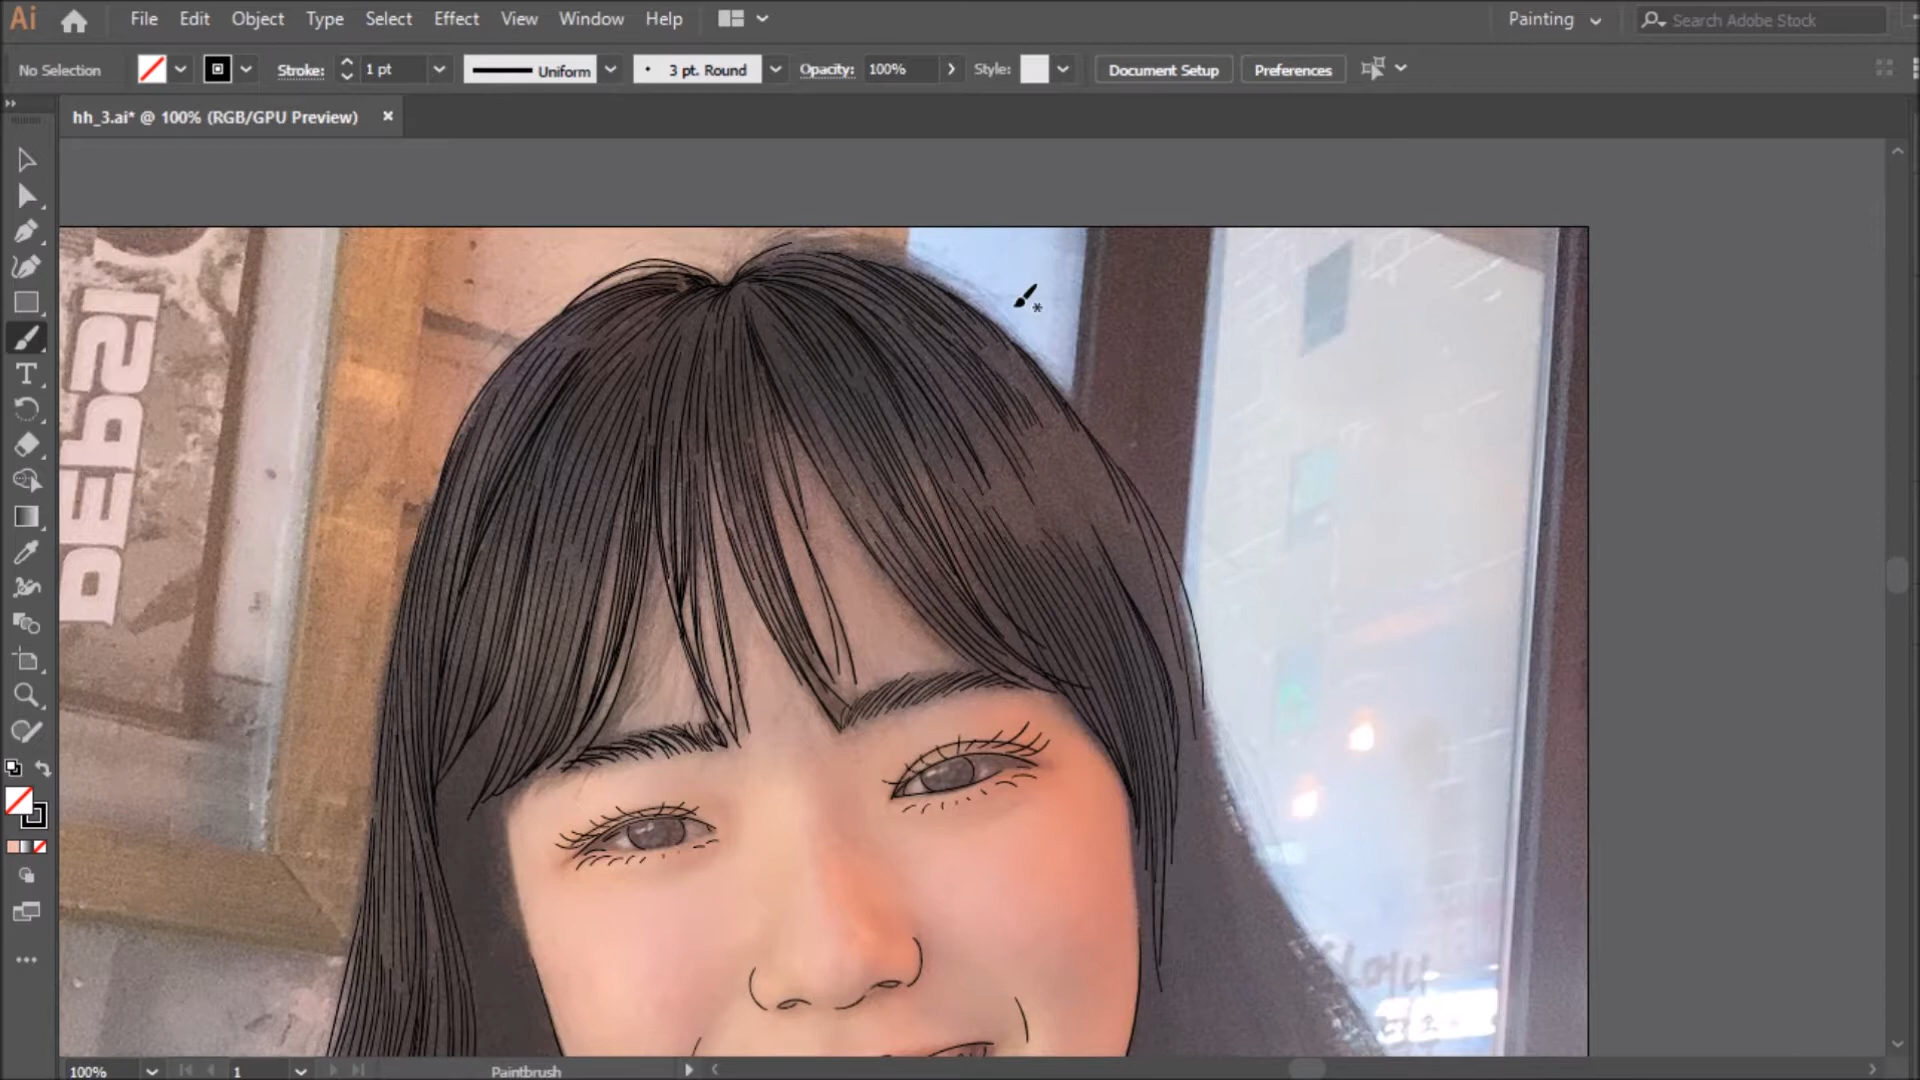 Ai File Edit Object Type Select Effect View Window Help Painting Search Adobe Stock
No Selection Stroke: 1 pt Uniform 3 pt. Round Opacity: 100% Style: Document Setup Preferences
hh_3.ai* @ 100% (RGB/GPU Preview) ×
100% 1 Paintbrush